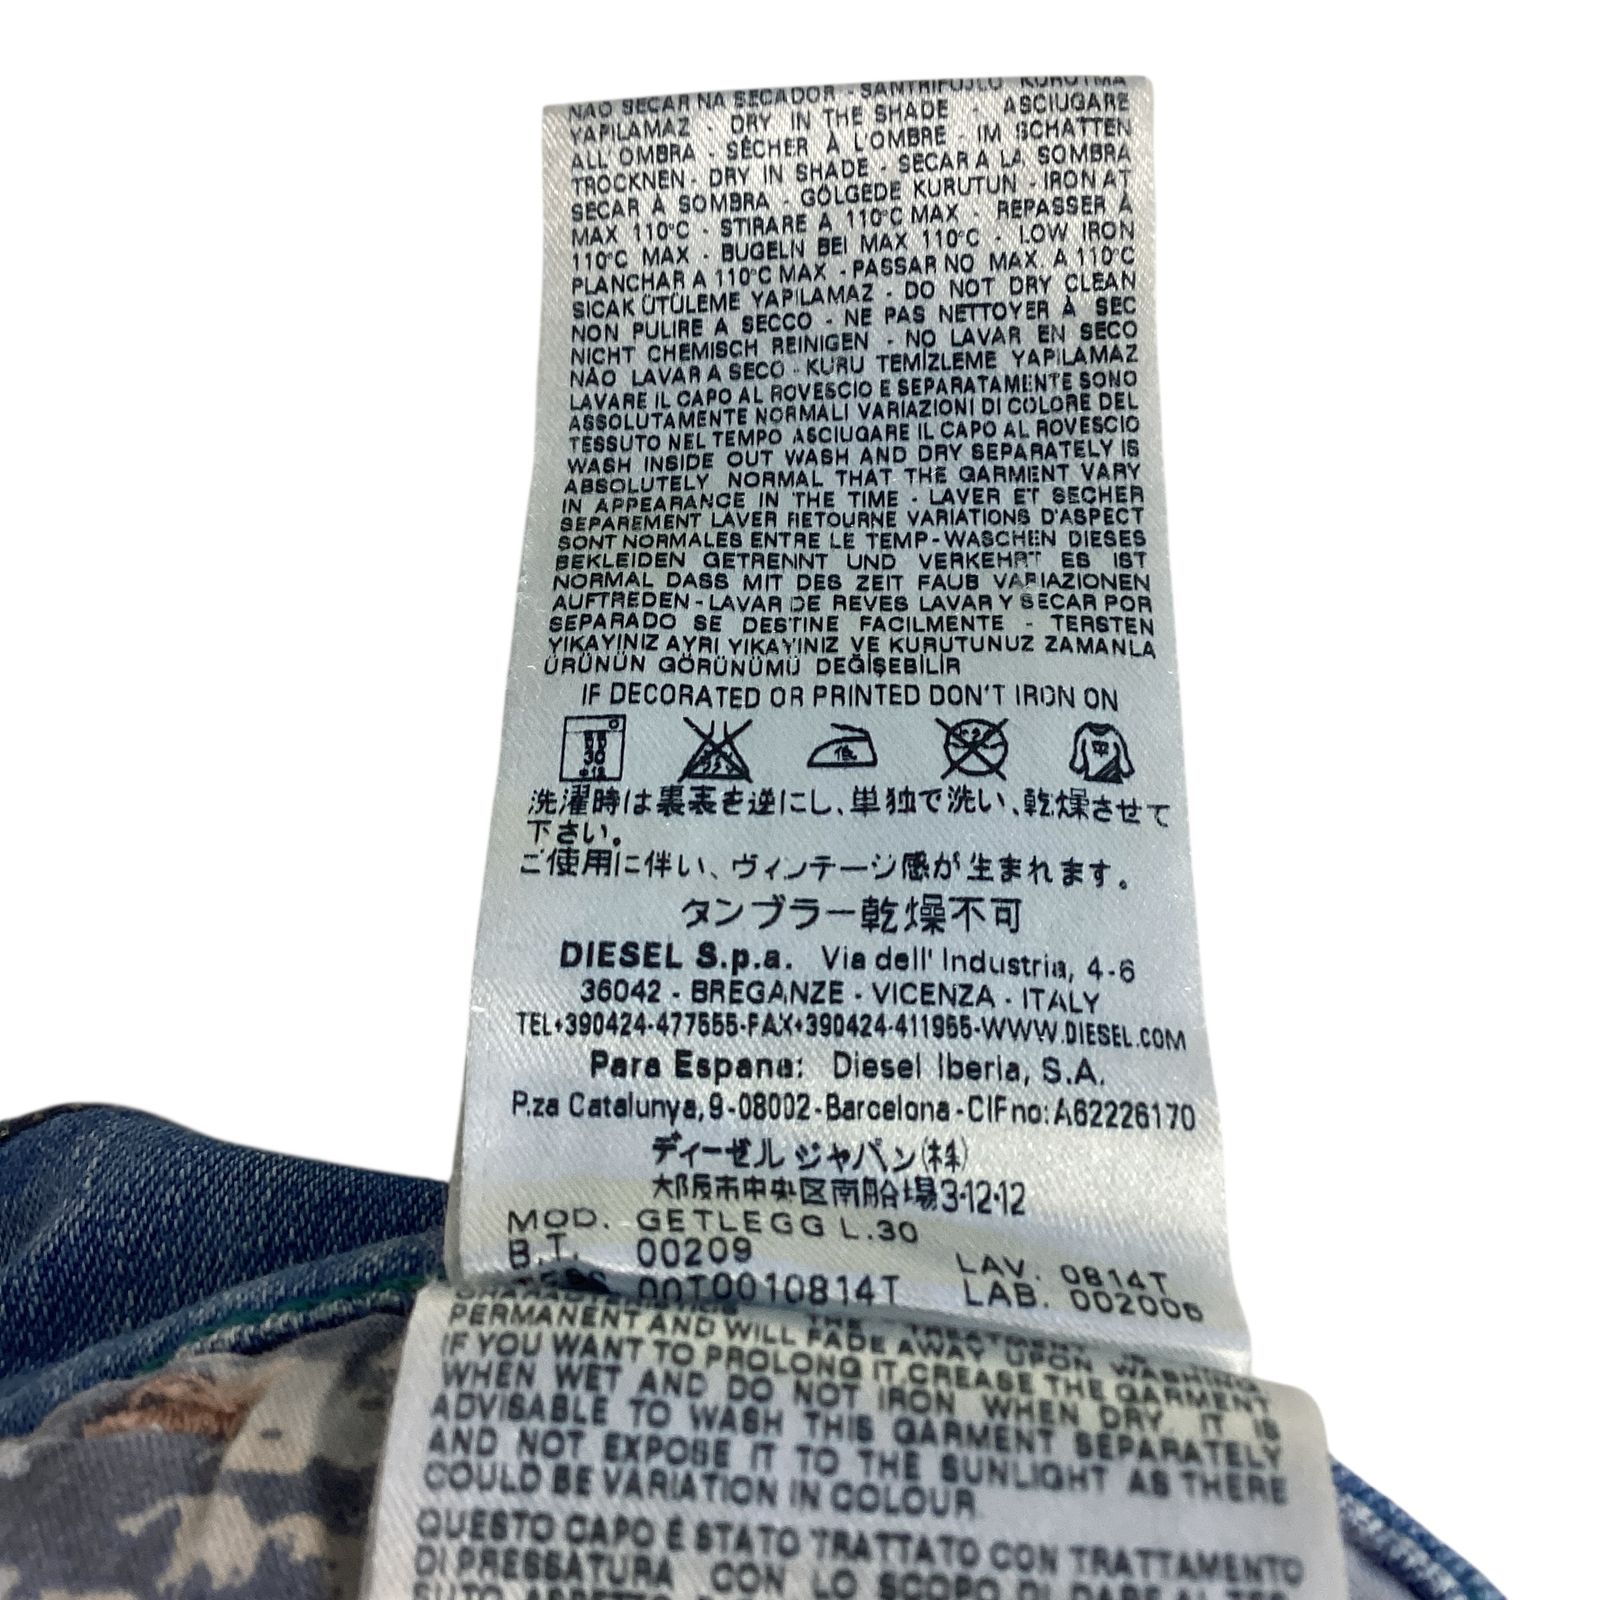 NÃO SECAR NA SECADOR - SANTRIFÜJLÜ KURUTMA
YAPILAMAZ - DRY IN THE SHADE - ASCIUGARE
ALL' OMBRA - SÉCHER À L'OMBRE - IM SCHATTEN
TROCKNEN - DRY IN SHADE - SECAR A LA SOMBRA
SECAR À SOMBRA - GÖLGEDE KURUTUN - IRON AT
MAX 110°C - STIRARE A 110°C MAX - REPASSER À
110°C MAX - BUGELN BEI MAX 110°C - LOW IRON
PLANCHAR A 110°C MAX - PASSAR NO MAX. A 110°C
SICAK ÜTÜLEME YAPILAMAZ - DO NOT DRY CLEAN
NON PULIRE A SECCO - NE PAS NETTOYER À SEC
NICHT CHEMISCH REINIGEN - NO LAVAR EN SECO
NÃO LAVAR A SECO - KURU TEMİZLEME YAPILAMAZ
LAVARE IL CAPO AL ROVESCIO E SEPARATAMENTE SONO
ASSOLUTAMENTE NORMALI VARIAZIONI DI COLORE DEL
TESSUTO NEL TEMPO ASCIUGARE IL CAPO AL ROVESCIO
WASH INSIDE OUT WASH AND DRY SEPARATELY IS
ABSOLUTELY NORMAL THAT THE GARMENT VARY
IN APPEARANCE IN THE TIME - LAVER ET SECHER
SEPAREMENT LAVER RETOURNE VARIATIONS D'ASPECT
SONT NORMALES ENTRE LE TEMP - WASCHEN DIESES
BEKLEIDEN GETRENNT UND VERKEHRT ES IST
NORMAL DASS MIT DES ZEIT FAUB VARIAZIONEN
AUFTREDEN - LAVAR DE REVES LAVAR Y SECAR POR
SEPARADO SE DESTINE FACILMENTE - TERSTEN
YIKAYINIZ AYRI YIKAYINIZ VE KURUTUNUZ ZAMANLA
ÜRÜNÜN GÖRÜNÜMÜ DEĞİŞEBİLİR
IF DECORATED OR PRINTED DON'T IRON ON
30 低 中
洗濯時は裏表を逆にし、単独で洗い、乾燥させて
下さい。
ご使用に伴い、ヴィンテージ感が生まれます。
タンブラー乾燥不可
DIESEL S.p.a. Via dell' Industria, 4-6
36042 - BREGANZE - VICENZA - ITALY
TEL+390424-477555-FAX+390424-411955-WWW.DIESEL.COM
Para Espana: Diesel Iberia, S.A.
P.za Catalunya, 9 - 08002 - Barcelona - CIF no: A62226170
ディーゼル ジャパン(株)
大阪市中央区南船場3-12-12
MOD. GETLEGG L.30
B.T. 00209 LAV. 0814T
00T0010814T LAB. 002006
PERMANENT AND WILL FADE AWAY UPON WASHING.
IF YOU WANT TO PROLONG IT CREASE THE GARMENT
WHEN WET AND DO NOT IRON WHEN DRY. IT IS
ADVISABLE TO WASH THIS GARMENT SEPARATELY
AND NOT EXPOSE IT TO THE SUNLIGHT AS THERE
COULD BE VARIATION IN COLOUR
QUESTO CAPO È STATO TRATTATO CON TRATTAMENTO
DI PRESSATURA CON LO SCOPO DI DARE AL TES